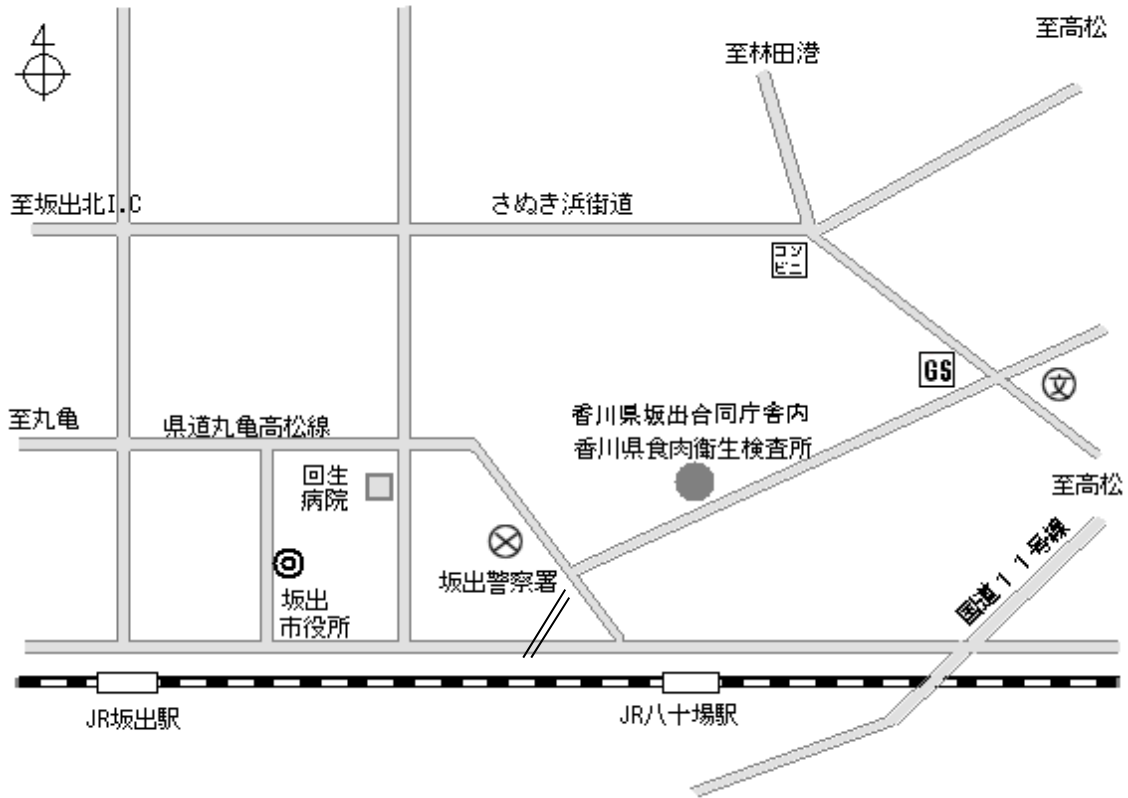 至高松
至林田港
至坂出北I.C
さぬき浜街道
コン
ビニ
GS
文
至丸亀
県道丸亀高松線
香川県坂出合同庁舎内
香川県食肉衛生検査所
回生
病院
至高松
国道11号線
坂出警察署
坂出
市役所
JR坂出駅
JR八十場駅